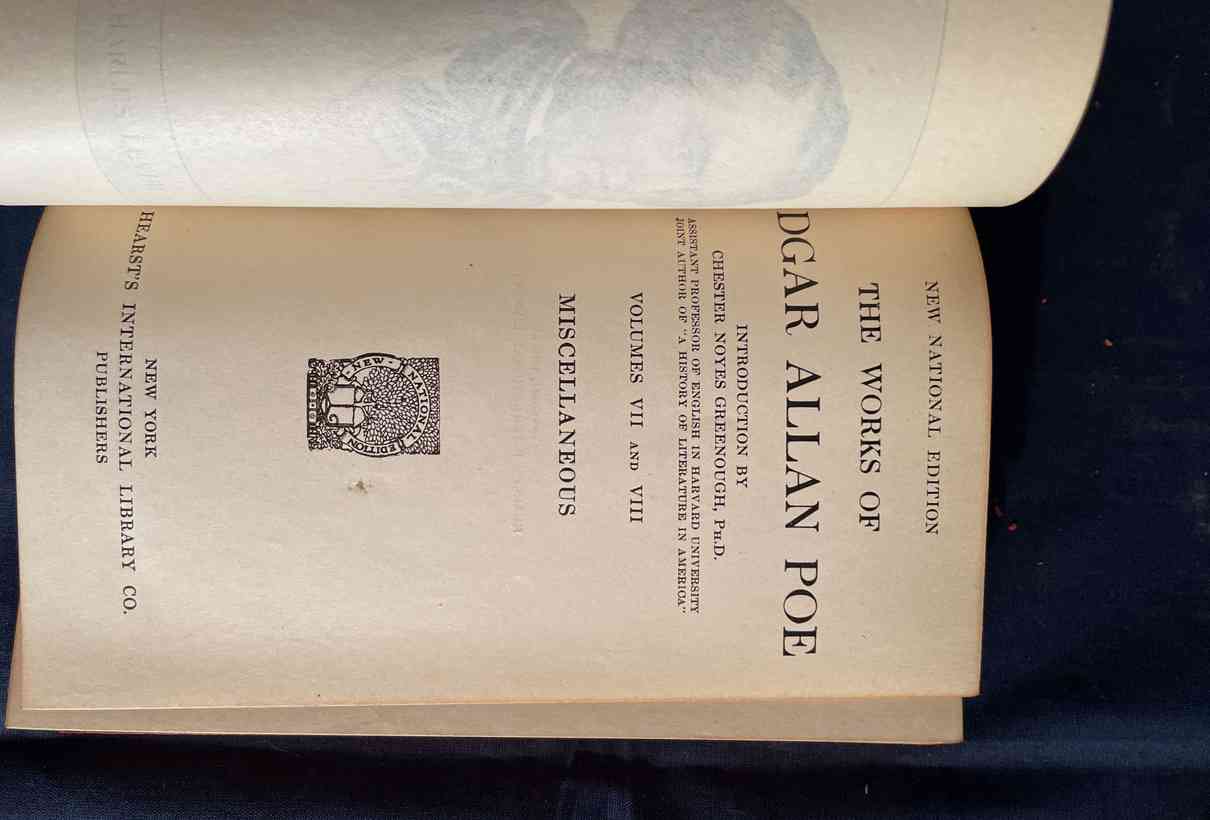 NEW NATIONAL EDITION
THE WORKS OF
DGAR ALLAN POE
INTRODUCTION BY
CHESTER NOYES GREENOUGH, PH.D.
ASSISTANT PROFESSOR OF ENGLISH IN HARVARD UNIVERSITY
JOINT AUTHOR OF "A HISTORY OF LITERATURE IN AMERICA"
VOLUMES VII AND VIII
MISCELLANEOUS
NEW NATIONAL EDITION
NEW YORK
HEARST'S INTERNATIONAL LIBRARY CO.
PUBLISHERS